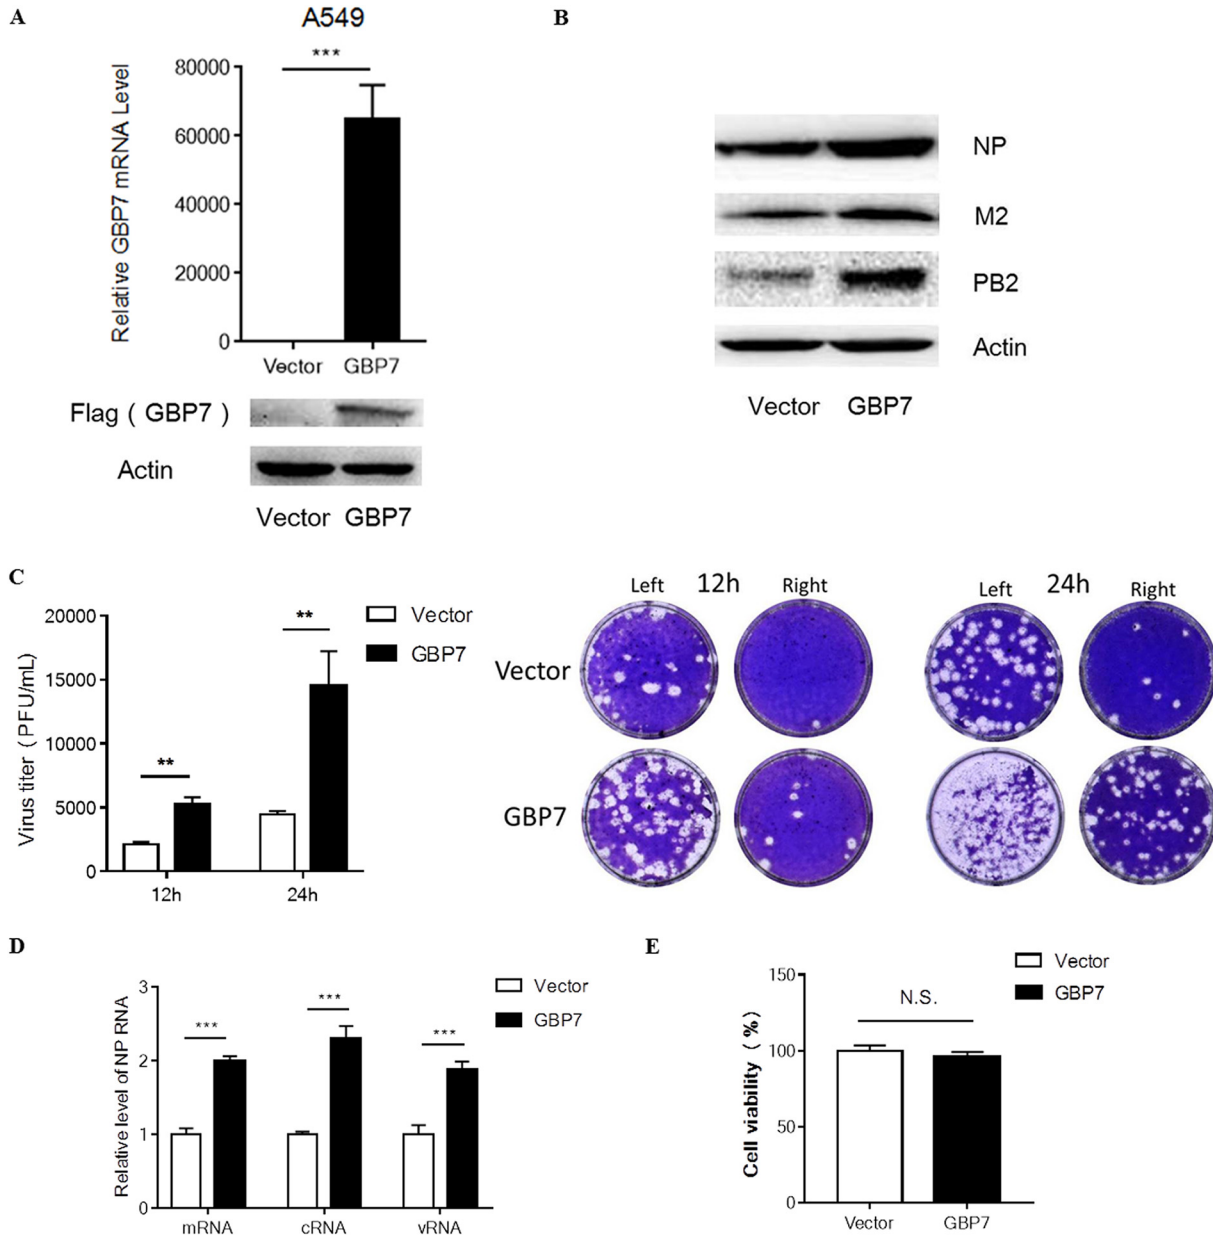 A
A549
***
Relative GBP7 mRNA Level
80000
60000
40000
20000
0
Vector GBP7
Flag ( GBP7 )
Actin
Vector GBP7
B
NP
M2
PB2
Actin
Vector GBP7
C
Virus titer ( PFU/mL)
20000
15000
10000
5000
0
**
**
12h 24h
Vector
GBP7
Left 12h Right
Left 24h Right
Vector
GBP7
D
Relative level of NP RNA
3
2
1
0
***
***
***
mRNA cRNA vRNA
Vector
GBP7
E
Cell viability ( %)
150
100
50
0
N.S.
Vector GBP7
Vector
GBP7